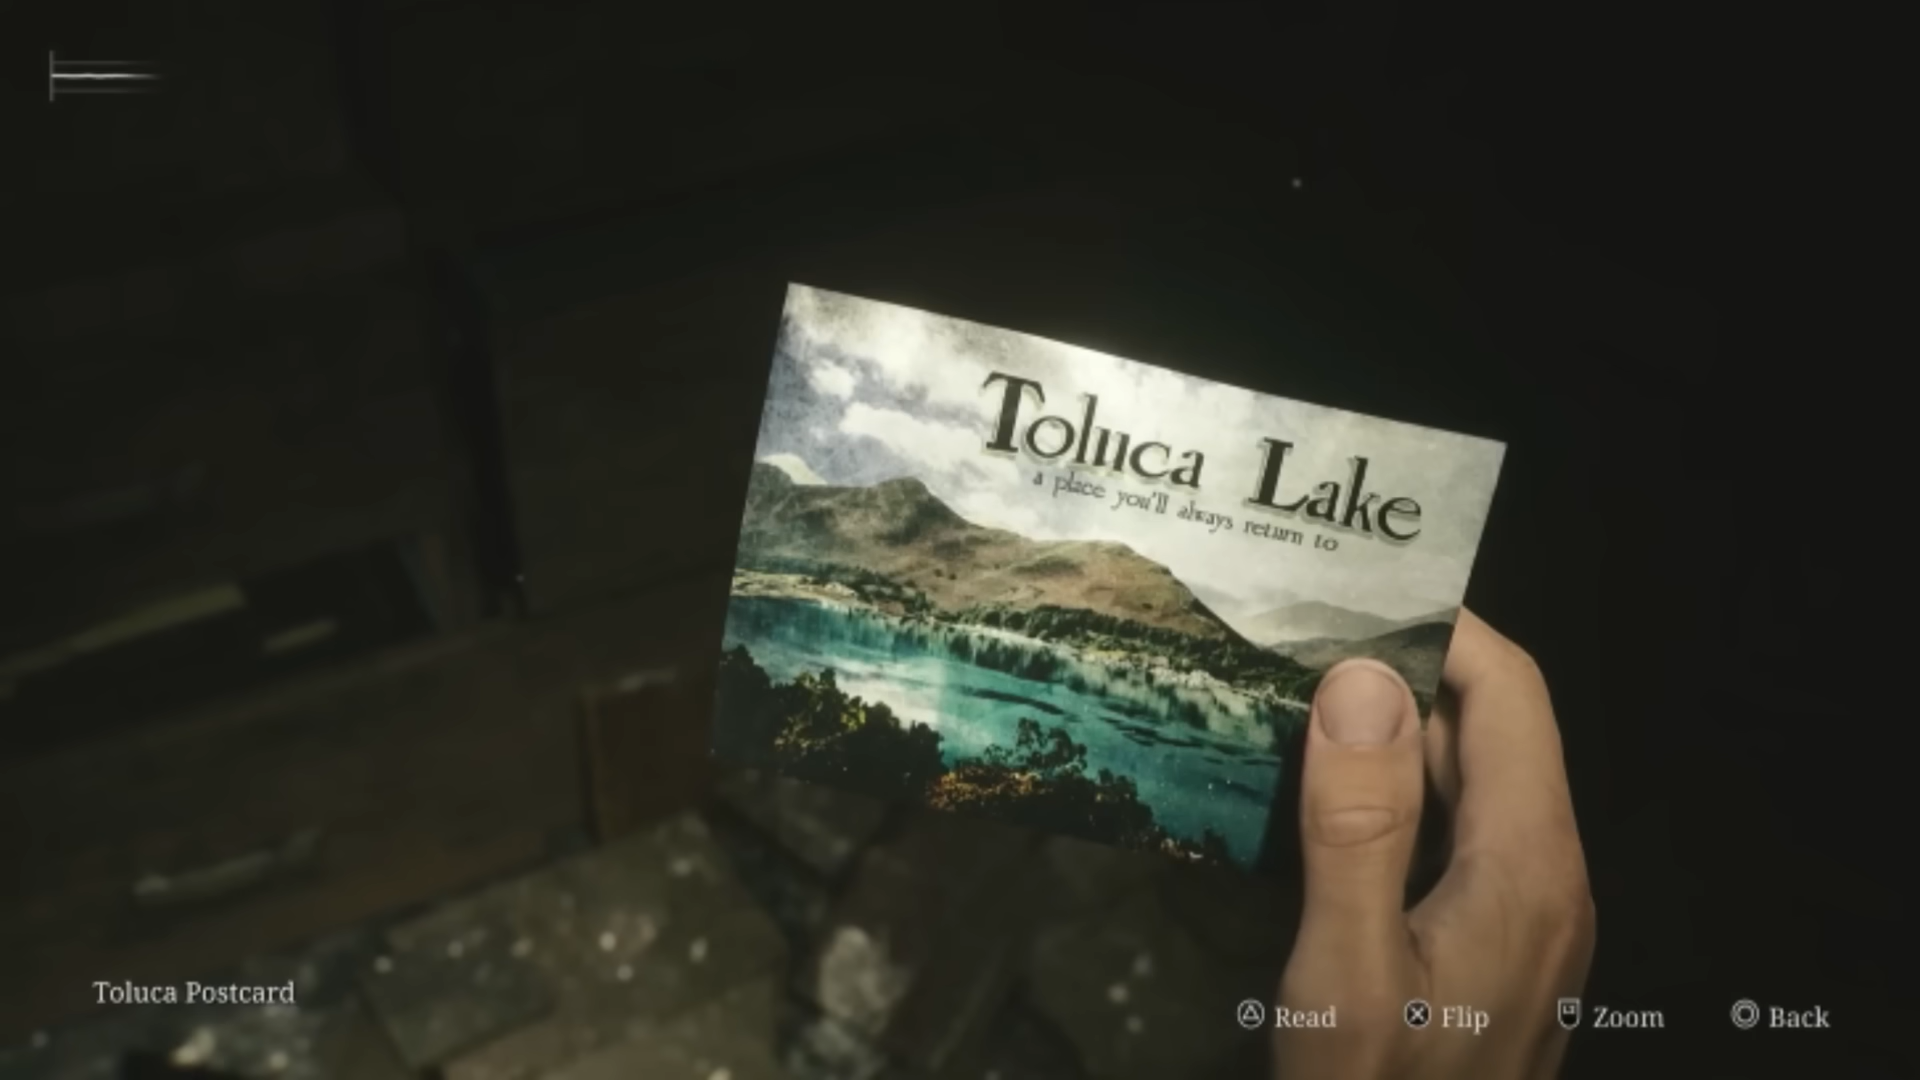 Toluca Lake
a place you'll always return to
Toluca Postcard
Read
Flip
Zoom
Back